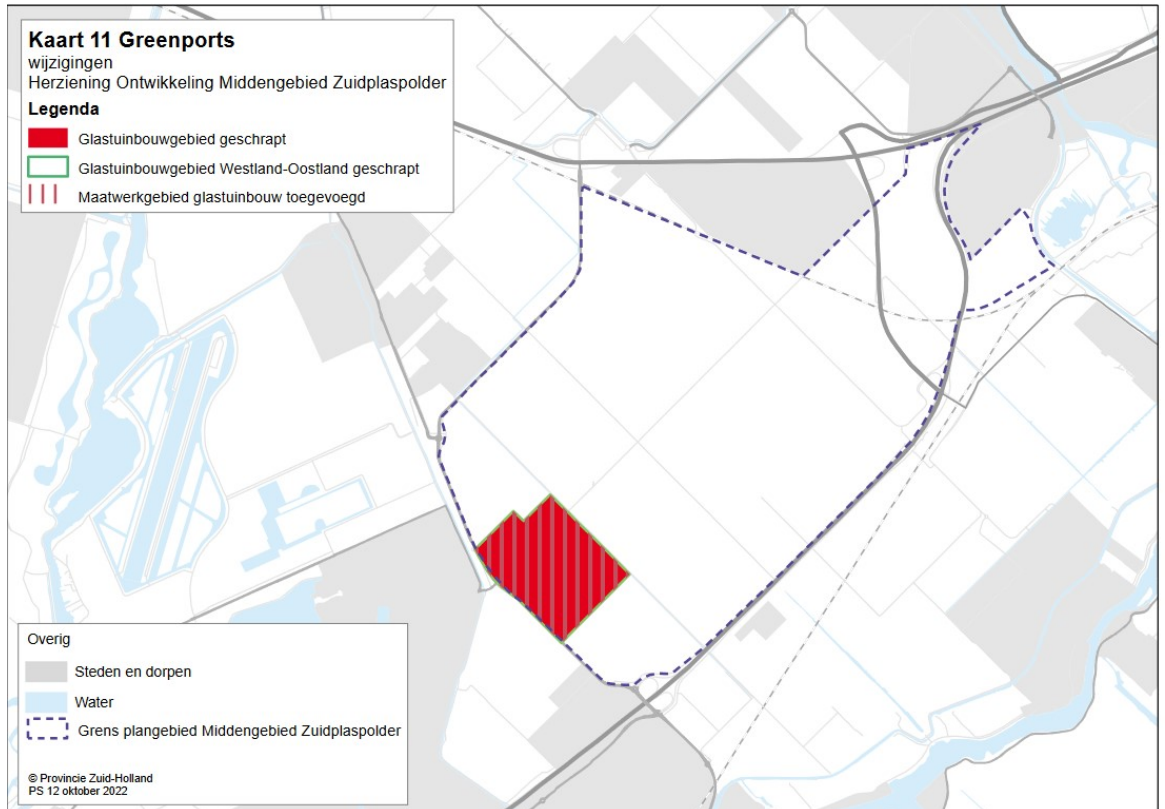 Kaart 11 Greenports
wijzigingen
Herziening Ontwikkeling Middengebied Zuidplaspolder
Legenda
Glastuinbouwgebied geschrapt
Glastuinbouwgebied Westland-Oostland geschrapt
Maatwerkgebied glastuinbouw toegevoegd
Overig
Steden en dorpen
Water
Grens plangebied Middengebied Zuidplaspolder
© Provincie Zuid-Holland
PS 12 oktober 2022